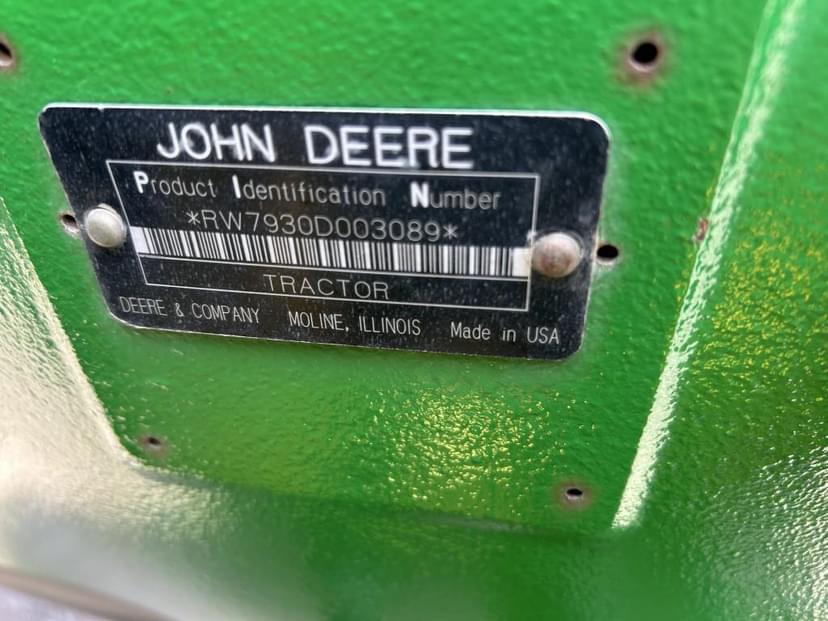 JOHN DEERE
Product Identification Number
*RW7930D003089*
TRACTOR
DEERE & COMPANY MOLINE, ILLINOIS Made in USA